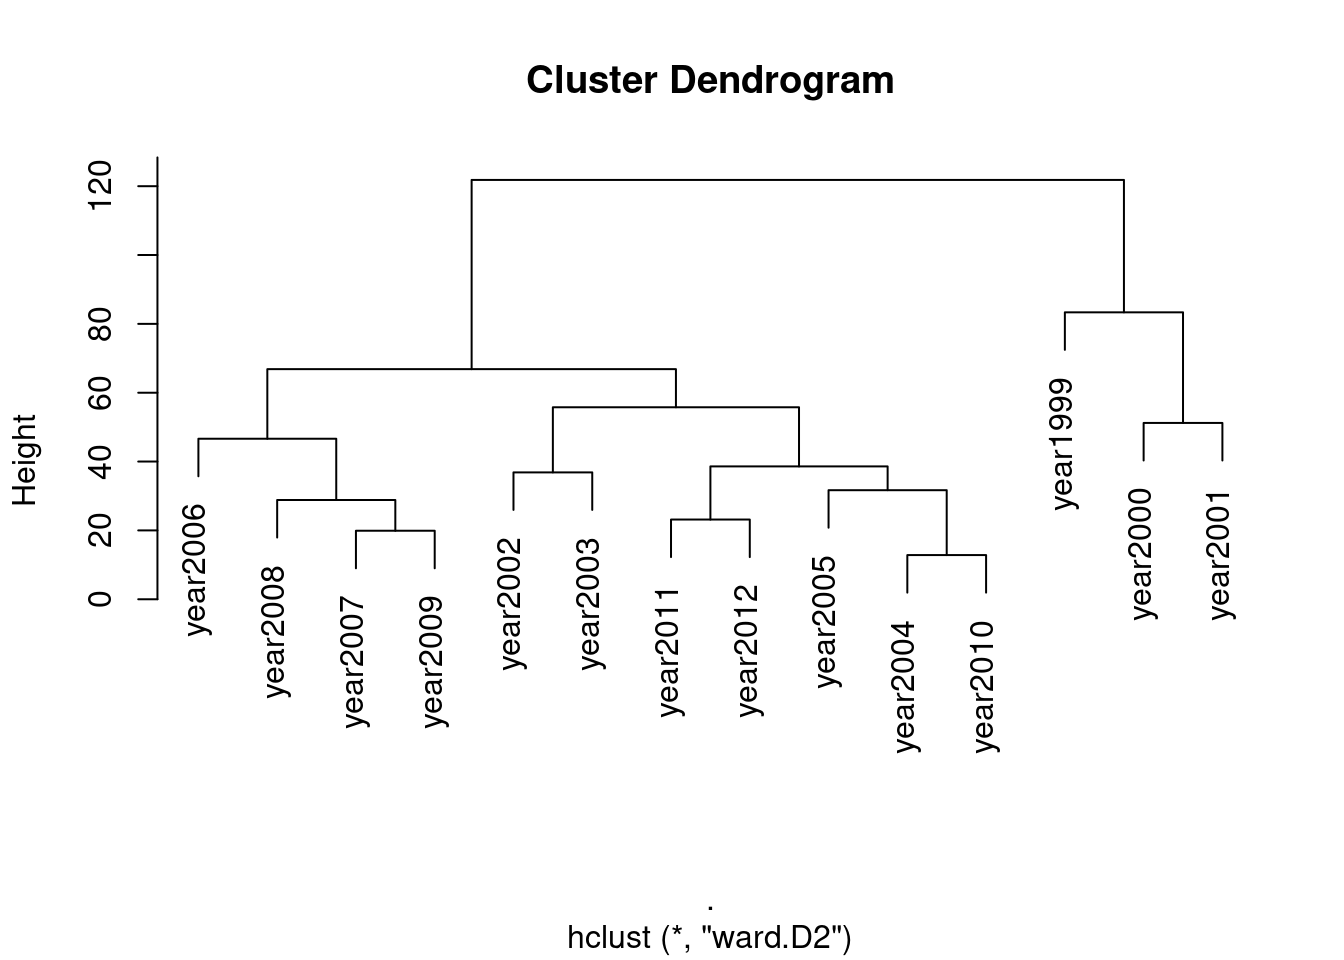 Cluster Dendrogram
Height
120
80
60
40
20
0
year2006
year2008
year2007
year2009
year2002
year2003
year2011
year2012
year2005
year2004
year2010
year1999
year2000
year2001
.
hclust (*, "ward.D2")